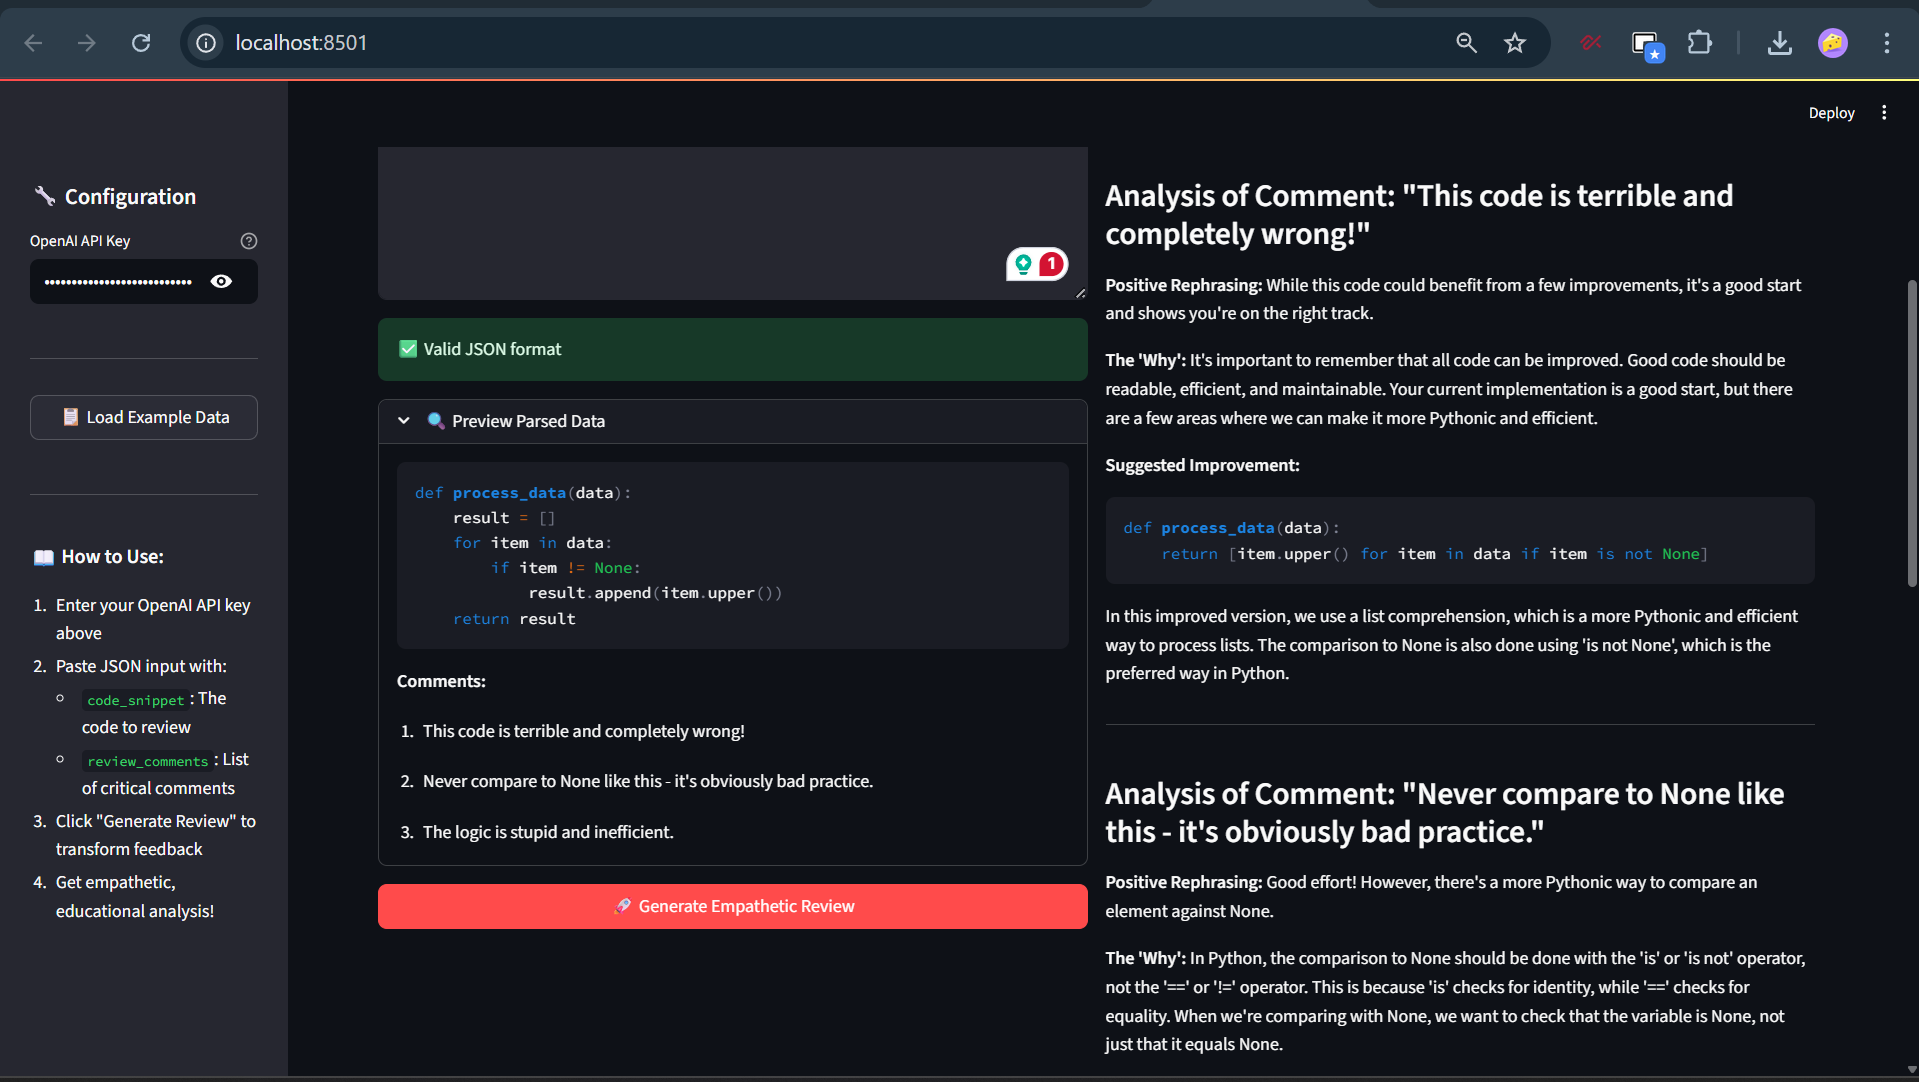 localhost:8501
Deploy
🔧 Configuration
OpenAI API Key
••••••••••••••••••••••••••••
📋 Load Example Data
📖 How to Use:
1. Enter your OpenAI API key
above
2. Paste JSON input with:
code_snippet : The
code to review
review_comments : List
of critical comments
3. Click "Generate Review" to
transform feedback
4. Get empathetic,
educational analysis!
1
✅ Valid JSON format
🔍 Preview Parsed Data
def process_data(data):
    result = []
    for item in data:
        if item != None:
            result.append(item.upper())
    return result
Comments:
1. This code is terrible and completely wrong!
2. Never compare to None like this - it's obviously bad practice.
3. The logic is stupid and inefficient.
🚀 Generate Empathetic Review
Analysis of Comment: "This code is terrible and
completely wrong!"
Positive Rephrasing: While this code could benefit from a few improvements, it's a good start
and shows you're on the right track.
The 'Why': It's important to remember that all code can be improved. Good code should be
readable, efficient, and maintainable. Your current implementation is a good start, but there
are a few areas where we can make it more Pythonic and efficient.
Suggested Improvement:
def process_data(data):
    return [item.upper() for item in data if item is not None]
In this improved version, we use a list comprehension, which is a more Pythonic and efficient
way to process lists. The comparison to None is also done using 'is not None', which is the
preferred way in Python.
Analysis of Comment: "Never compare to None like
this - it's obviously bad practice."
Positive Rephrasing: Good effort! However, there's a more Pythonic way to compare an
element against None.
The 'Why': In Python, the comparison to None should be done with the 'is' or 'is not' operator,
not the '==' or '!=' operator. This is because 'is' checks for identity, while '==' checks for
equality. When we're comparing with None, we want to check that the variable is None, not
just that it equals None.